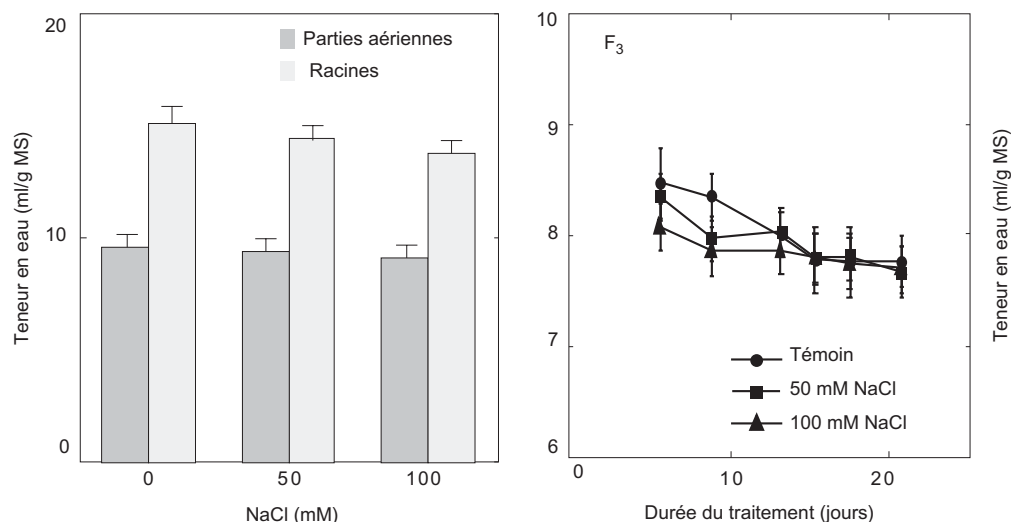 20
10
0
Teneur en eau (ml/g MS)
Parties aériennes
Racines
0 50 100
NaCl (mM)
10
9
8
7
6
F3
Témoin
50 mM NaCl
100 mM NaCl
0 10 20
Durée du traitement (jours)
Teneur en eau (ml/g MS)